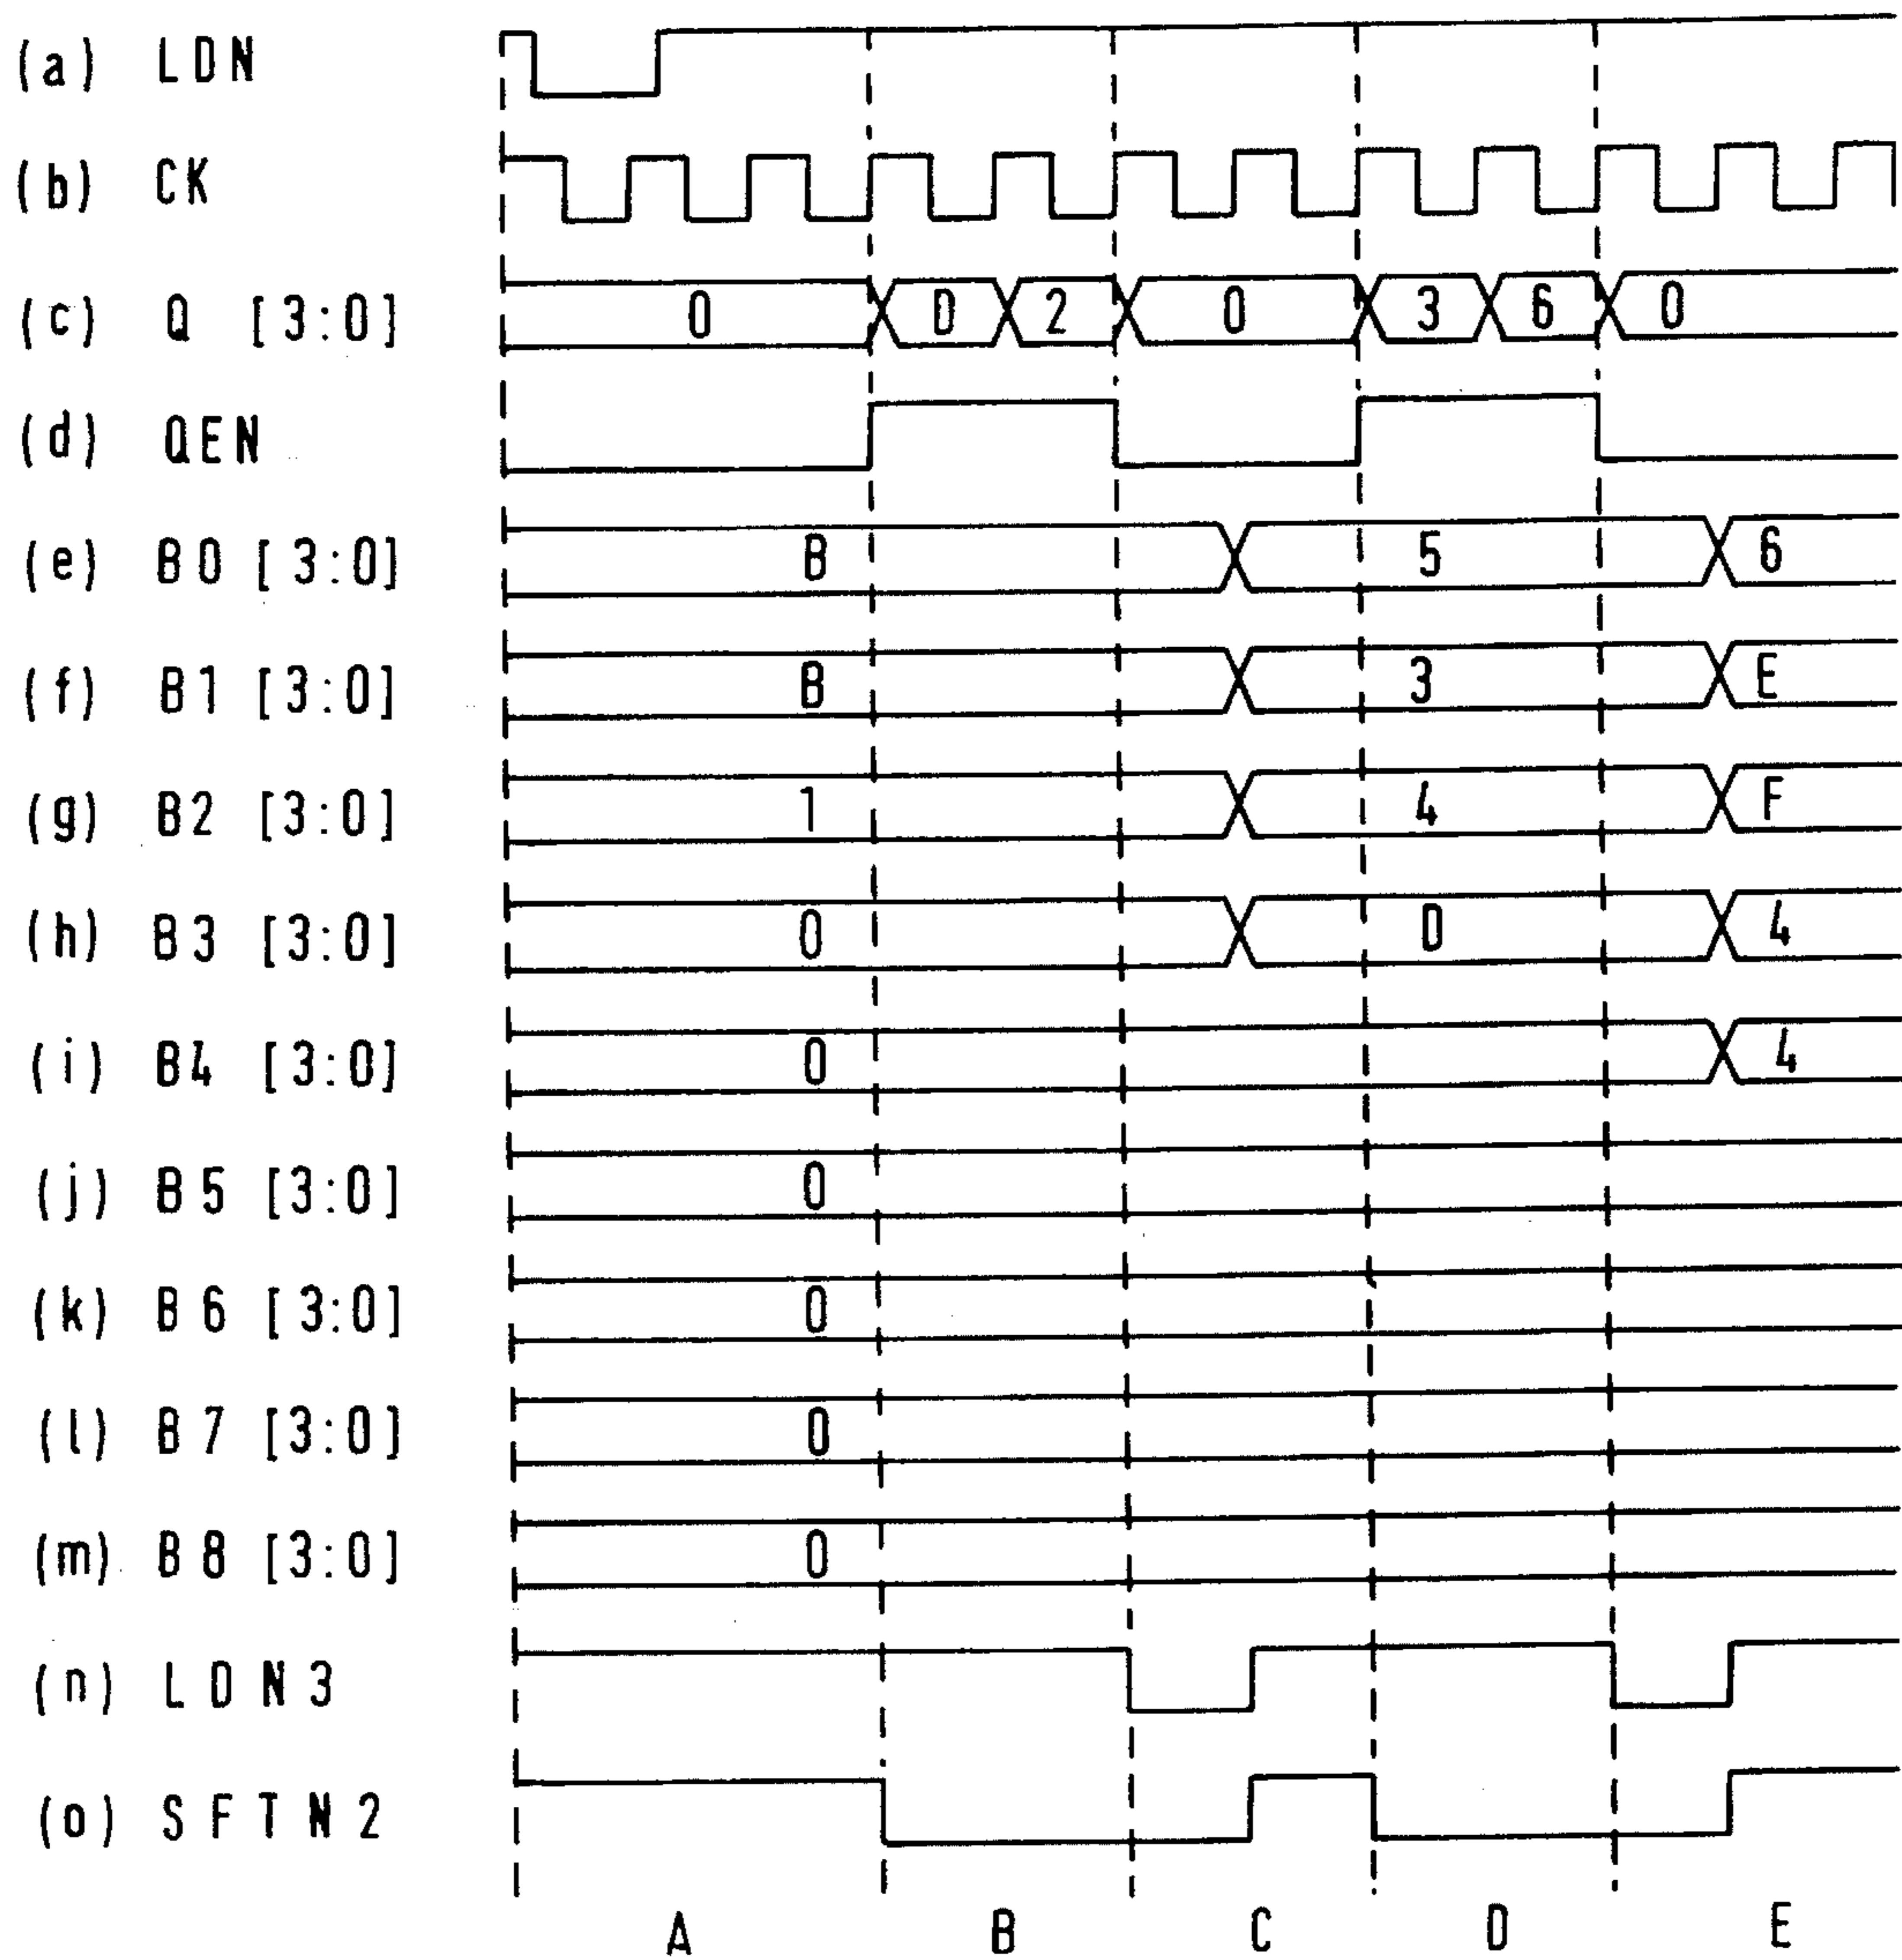 (a) LDN
(b) CK
(c) Q [3:0] 0 D 2 0 3 6 0
(d) QEN
(e) B0 [3:0] B 5 6
(f) B1 [3:0] B 3 E
(g) B2 [3:0] 1 4 F
(h) B3 [3:0] 0 D 4
(i) B4 [3:0] 0 4
(j) B5 [3:0] 0
(k) B6 [3:0] 0
(l) B7 [3:0] 0
(m) B8 [3:0] 0
(n) LDN3
(o) SFTN2
A B C D E